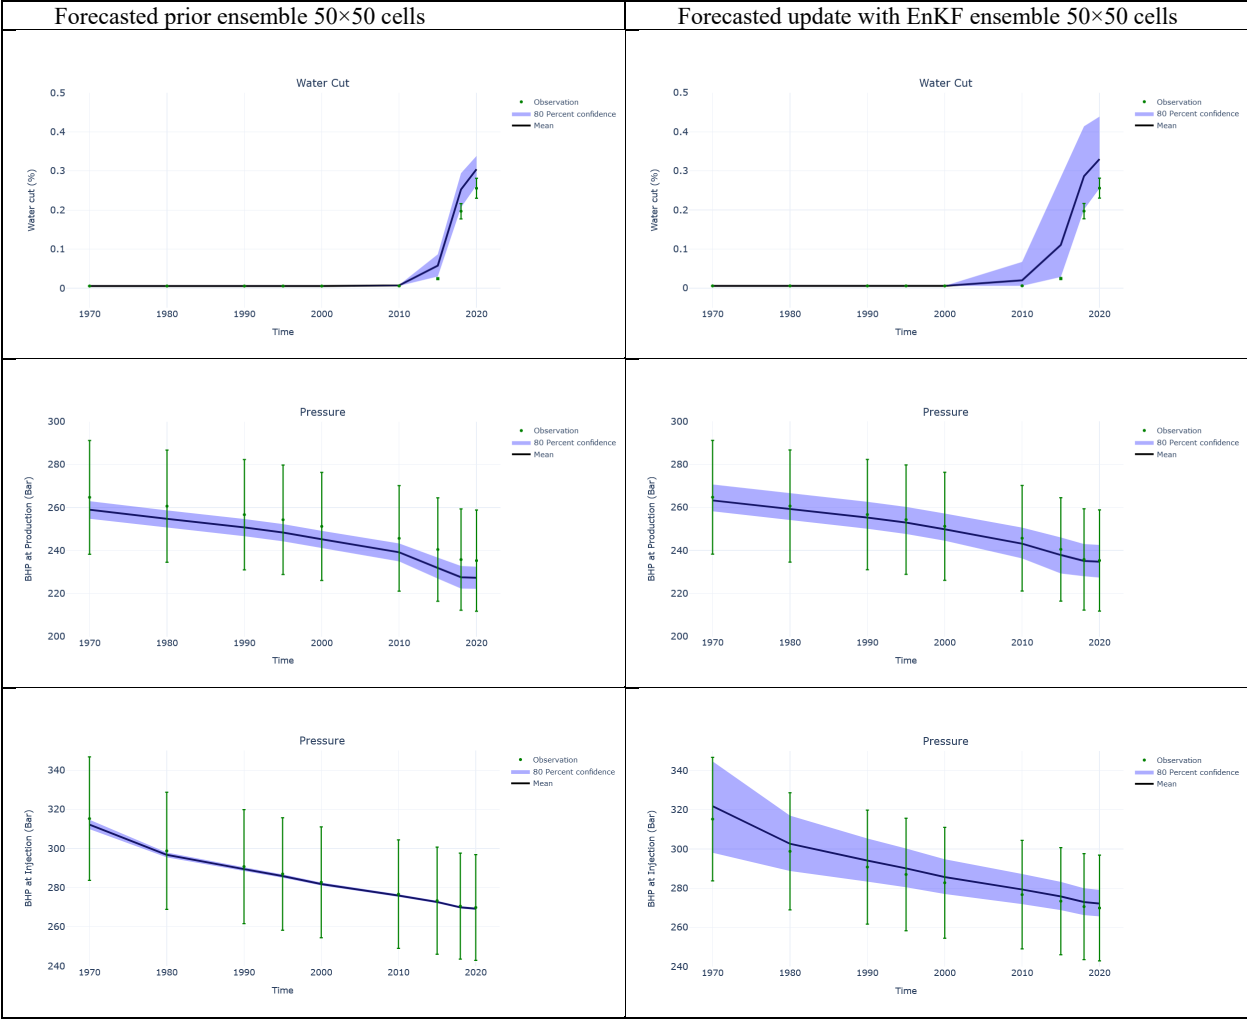 Forecasted prior ensemble 50×50 cells
Forecasted update with EnKF ensemble 50×50 cells
Water Cut
0.5
0.4
0.3
0.2
0.1
0
Water cut (%)
1970 1980 1990 2000 2010 2020
Time
Observation
80 Percent confidence
Mean
Water Cut
0.5
0.4
0.3
0.2
0.1
0
Water cut (%)
1970 1980 1990 2000 2010 2020
Time
Observation
80 Percent confidence
Mean
Pressure
300
280
260
240
220
200
BHP at Production (Bar)
1970 1980 1990 2000 2010 2020
Time
Observation
80 Percent confidence
Mean
Pressure
300
280
260
240
220
200
BHP at Production (Bar)
1970 1980 1990 2000 2010 2020
Time
Observation
80 Percent confidence
Mean
Pressure
340
320
300
280
260
240
BHP at Injection (Bar)
1970 1980 1990 2000 2010 2020
Time
Observation
80 Percent confidence
Mean
Pressure
340
320
300
280
260
240
BHP at Injection (Bar)
1970 1980 1990 2000 2010 2020
Time
Observation
80 Percent confidence
Mean